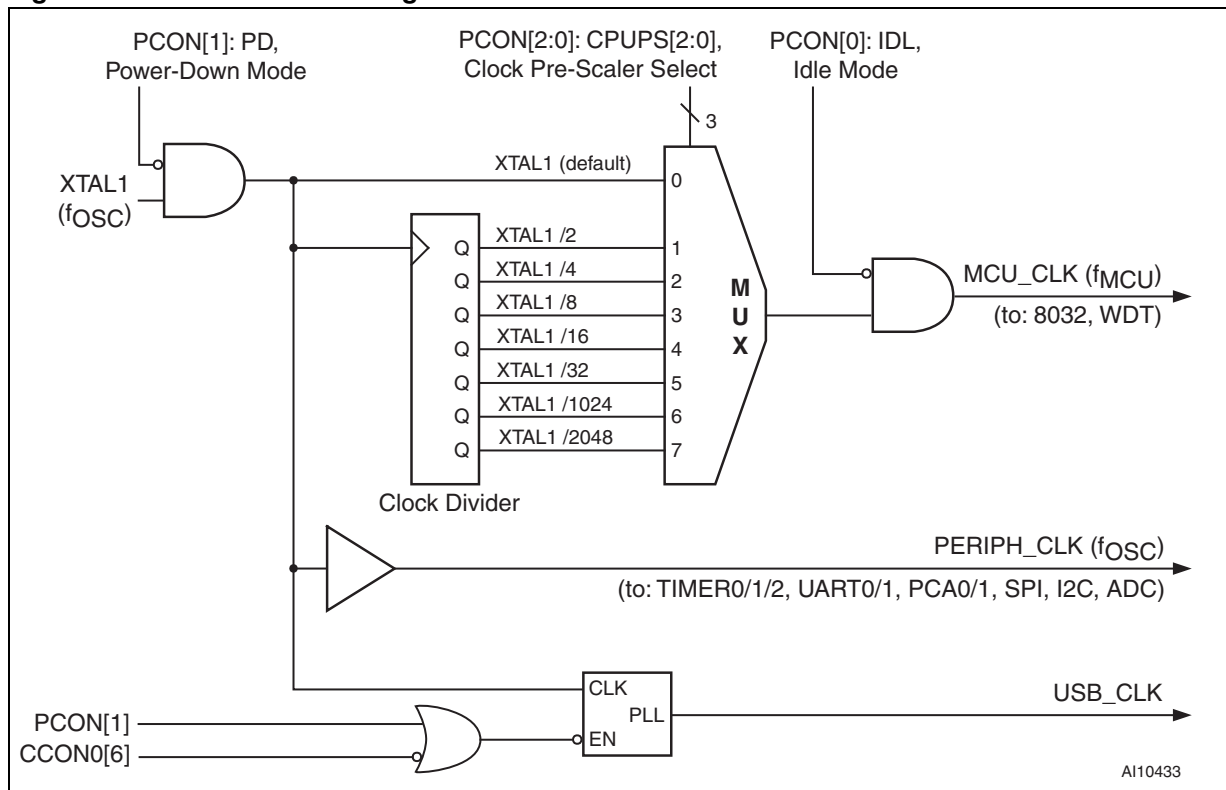 PCON[1]: PD,
Power-Down Mode
PCON[2:0]: CPUPS[2:0],
Clock Pre-Scaler Select
PCON[0]: IDL,
Idle Mode
3
XTAL1
(fOSC)
XTAL1 (default)
0
Q XTAL1 /2 1
Q XTAL1 /4 2
Q XTAL1 /8 3
Q XTAL1 /16 4
Q XTAL1 /32 5
Q XTAL1 /1024 6
Q XTAL1 /2048 7
M
U
X
Clock Divider
MCU_CLK (fMCU)
(to: 8032, WDT)
PERIPH_CLK (fOSC)
(to: TIMER0/1/2, UART0/1, PCA0/1, SPI, I2C, ADC)
CLK
PLL
EN
USB_CLK
PCON[1]
CCON0[6]
AI10433